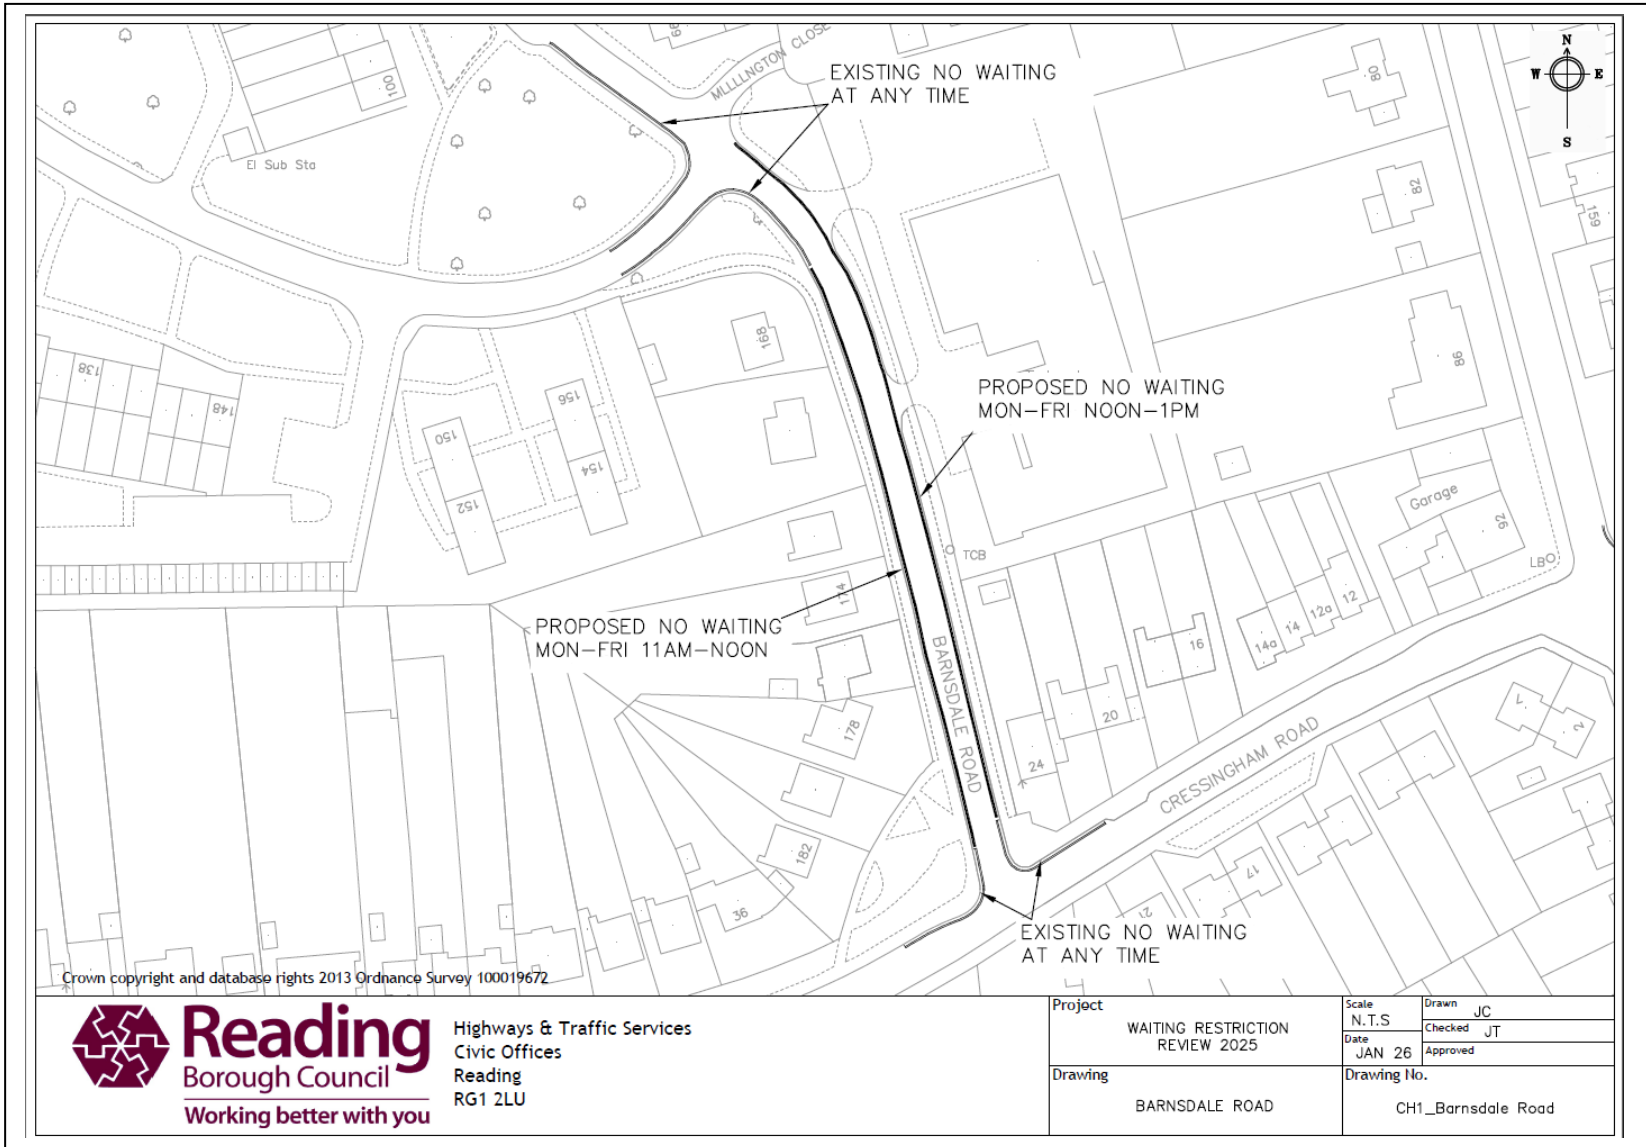 66
MLLLLNGTON CLOSE
EXISTING NO WAITING
AT ANY TIME
N
W E
S
100
80
El Sub Sta
82
159
168
138
148
156
150
154
152
86
PROPOSED NO WAITING
MON-FRI NOON-1PM
Garage
92
TCB
LBO
174
12
12a
14
14a
16
PROPOSED NO WAITING
MON-FRI 11AM-NOON
BARNSDALE ROAD
178
20
24
7
2
CRESSINGHAM ROAD
182
17
36
21
EXISTING NO WAITING
AT ANY TIME
Crown copyright and database rights 2013 Ordnance Survey 100019672
Reading
Borough Council
Working better with you
Highways & Traffic Services
Civic Offices
Reading
RG1 2LU
Project
WAITING RESTRICTION
REVIEW 2025
Drawing
BARNSDALE ROAD
Scale
N.T.S
Date
JAN 26
Drawn
JC
Checked
JT
Approved
Drawing No.
CH1_Barnsdale Road